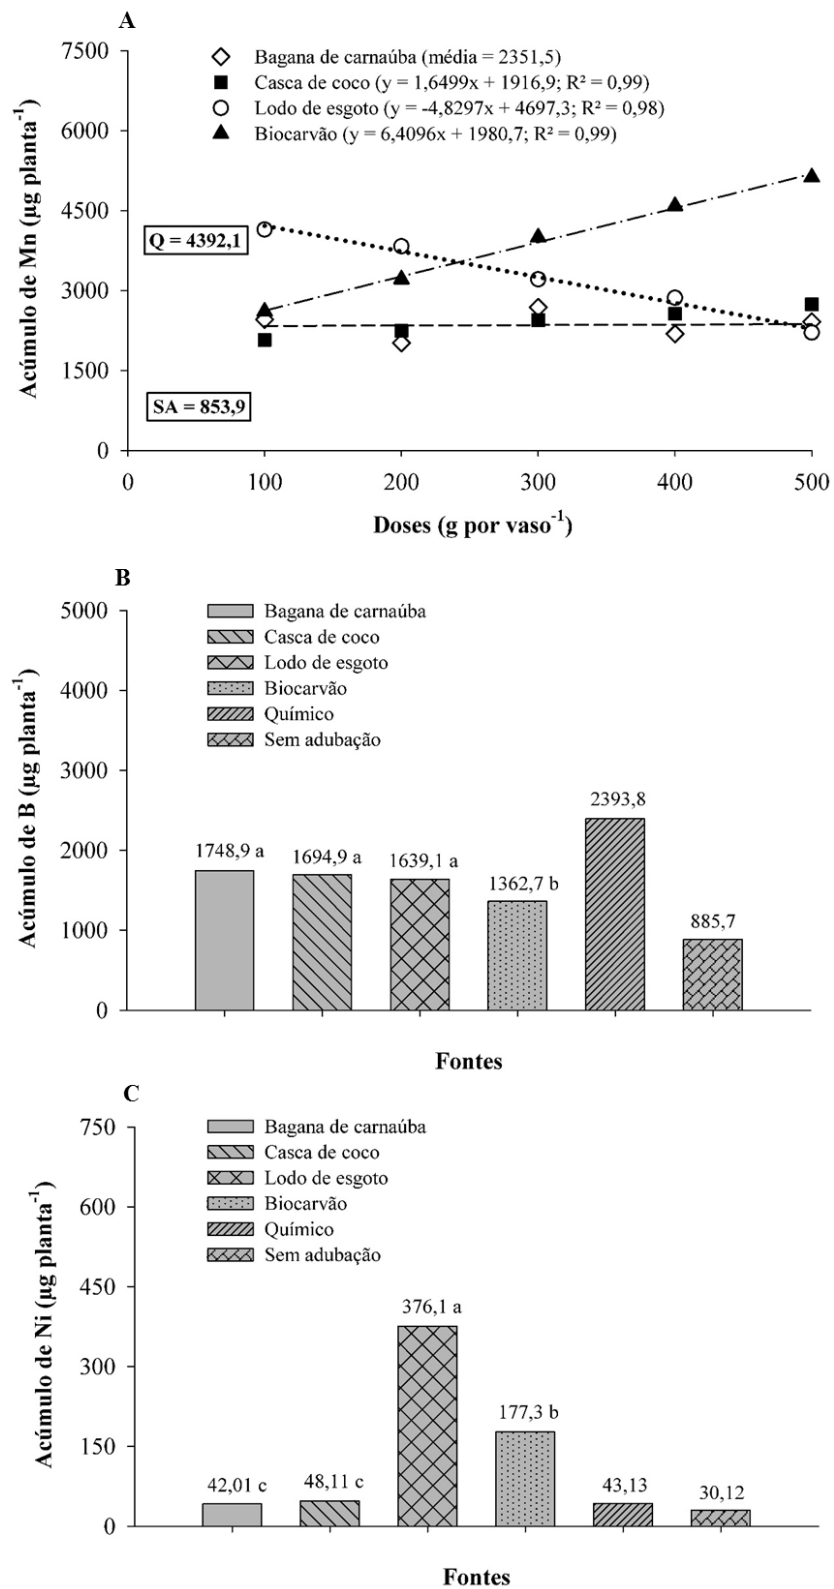 A
7500
6000
4500
3000
1500
0
Acúmulo de Mn (µg planta⁻¹)
Bagana de carnaúba (média = 2351,5)
Casca de coco (y = 1,6499x + 1916,9; R² = 0,99)
Lodo de esgoto (y = -4,8297x + 4697,3; R² = 0,98)
Biocarvão (y = 6,4096x + 1980,7; R² = 0,99)
Q = 4392,1
SA = 853,9
0 100 200 300 400 500
Doses (g por vaso⁻¹)
B
5000
4000
3000
2000
1000
0
Acúmulo de B (µg planta⁻¹)
Bagana de carnaúba
Casca de coco
Lodo de esgoto
Biocarvão
Químico
Sem adubação
1748,9 a
1694,9 a
1639,1 a
1362,7 b
2393,8
885,7
Fontes
C
750
600
450
300
150
0
Acúmulo de Ni (µg planta⁻¹)
Bagana de carnaúba
Casca de coco
Lodo de esgoto
Biocarvão
Químico
Sem adubação
42,01 c
48,11 c
376,1 a
177,3 b
43,13
30,12
Fontes